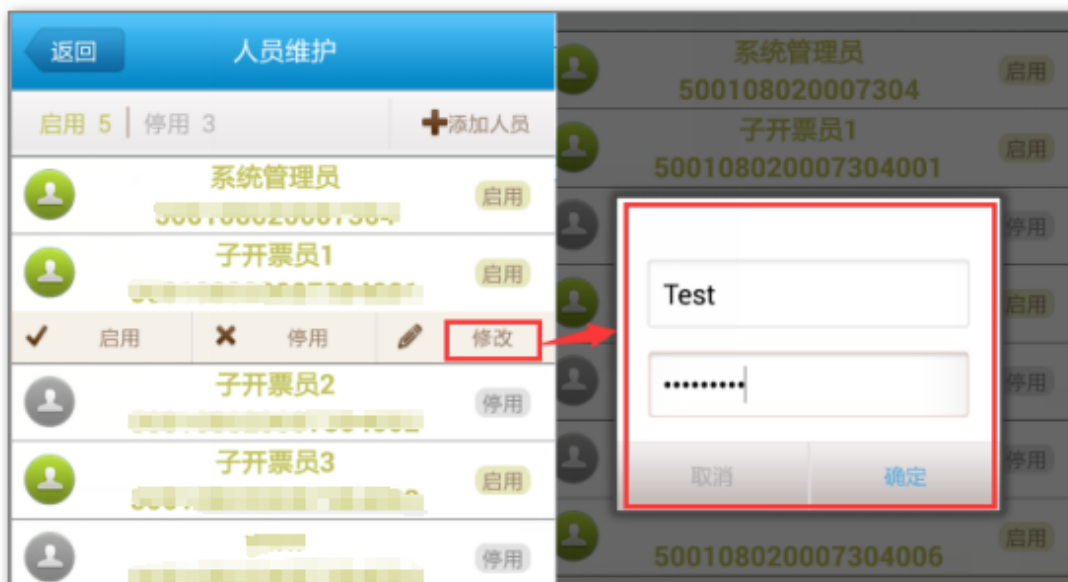 返回
人员维护
启用 5 | 停用 3
添加人员
系统管理员
启用
子开票员1
启用
启用
停用
修改
子开票员2
停用
子开票员3
启用
停用
系统管理员
500108020007304
启用
子开票员1
500108020007304001
启用
停用
启用
停用
停用
500108020007304006
启用
Test
•••••••••
取消
确定